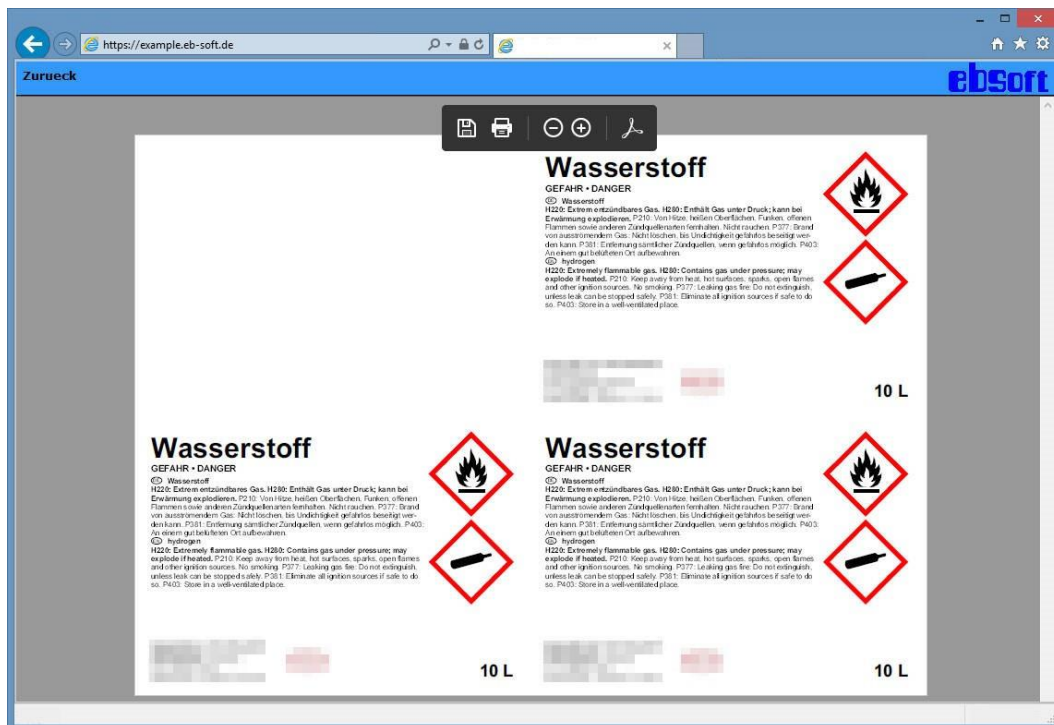 https://example.eb-soft.de
Zurueck
ebsoft
Wasserstoff
GEFAHR • DANGER
DE Wasserstoff
H220: Extrem entzündbares Gas. H280: Enthält Gas unter Druck; kann bei
Erwärmung explodieren. P210: Von Hitze, heißen Oberflächen, Funken, offenen
Flammen sowie anderen Zündquellenarten fernhalten. Nicht rauchen. P377: Brand
von ausströmendem Gas: Nicht löschen, bis Undichtigkeit gefahrlos beseitigt wer-
den kann. P381: Entfernung sämtlicher Zündquellen, wenn gefahrlos möglich. P403:
An einem gut belüfteten Ort aufbewahren.
hydrogen
H220: Extremely flammable gas. H280: Contains gas under pressure; may
explode if heated. P210: Keep away from heat, hot surfaces, sparks, open flames
and other ignition sources. No smoking. P377: Leaking gas fire: Do not extinguish,
unless leak can be stopped safely. P381: Eliminate all ignition sources if safe to do
so. P403: Store in a well-ventilated place.
10 L
Wasserstoff
GEFAHR • DANGER
DE Wasserstoff
H220: Extrem entzündbares Gas. H280: Enthält Gas unter Druck; kann bei
Erwärmung explodieren. P210: Von Hitze, heißen Oberflächen, Funken, offenen
Flammen sowie anderen Zündquellenarten fernhalten. Nicht rauchen. P377: Brand
von ausströmendem Gas: Nicht löschen, bis Undichtigkeit gefahrlos beseitigt wer-
den kann. P381: Entfernung sämtlicher Zündquellen, wenn gefahrlos möglich. P403:
An einem gut belüfteten Ort aufbewahren.
hydrogen
H220: Extremely flammable gas. H280: Contains gas under pressure; may
explode if heated. P210: Keep away from heat, hot surfaces, sparks, open flames
and other ignition sources. No smoking. P377: Leaking gas fire: Do not extinguish,
unless leak can be stopped safely. P381: Eliminate all ignition sources if safe to do
so. P403: Store in a well-ventilated place.
10 L
Wasserstoff
GEFAHR • DANGER
DE Wasserstoff
H220: Extrem entzündbares Gas. H280: Enthält Gas unter Druck; kann bei
Erwärmung explodieren. P210: Von Hitze, heißen Oberflächen, Funken, offenen
Flammen sowie anderen Zündquellenarten fernhalten. Nicht rauchen. P377: Brand
von ausströmendem Gas: Nicht löschen, bis Undichtigkeit gefahrlos beseitigt wer-
den kann. P381: Entfernung sämtlicher Zündquellen, wenn gefahrlos möglich. P403:
An einem gut belüfteten Ort aufbewahren.
hydrogen
H220: Extremely flammable gas. H280: Contains gas under pressure; may
explode if heated. P210: Keep away from heat, hot surfaces, sparks, open flames
and other ignition sources. No smoking. P377: Leaking gas fire: Do not extinguish,
unless leak can be stopped safely. P381: Eliminate all ignition sources if safe to do
so. P403: Store in a well-ventilated place.
10 L